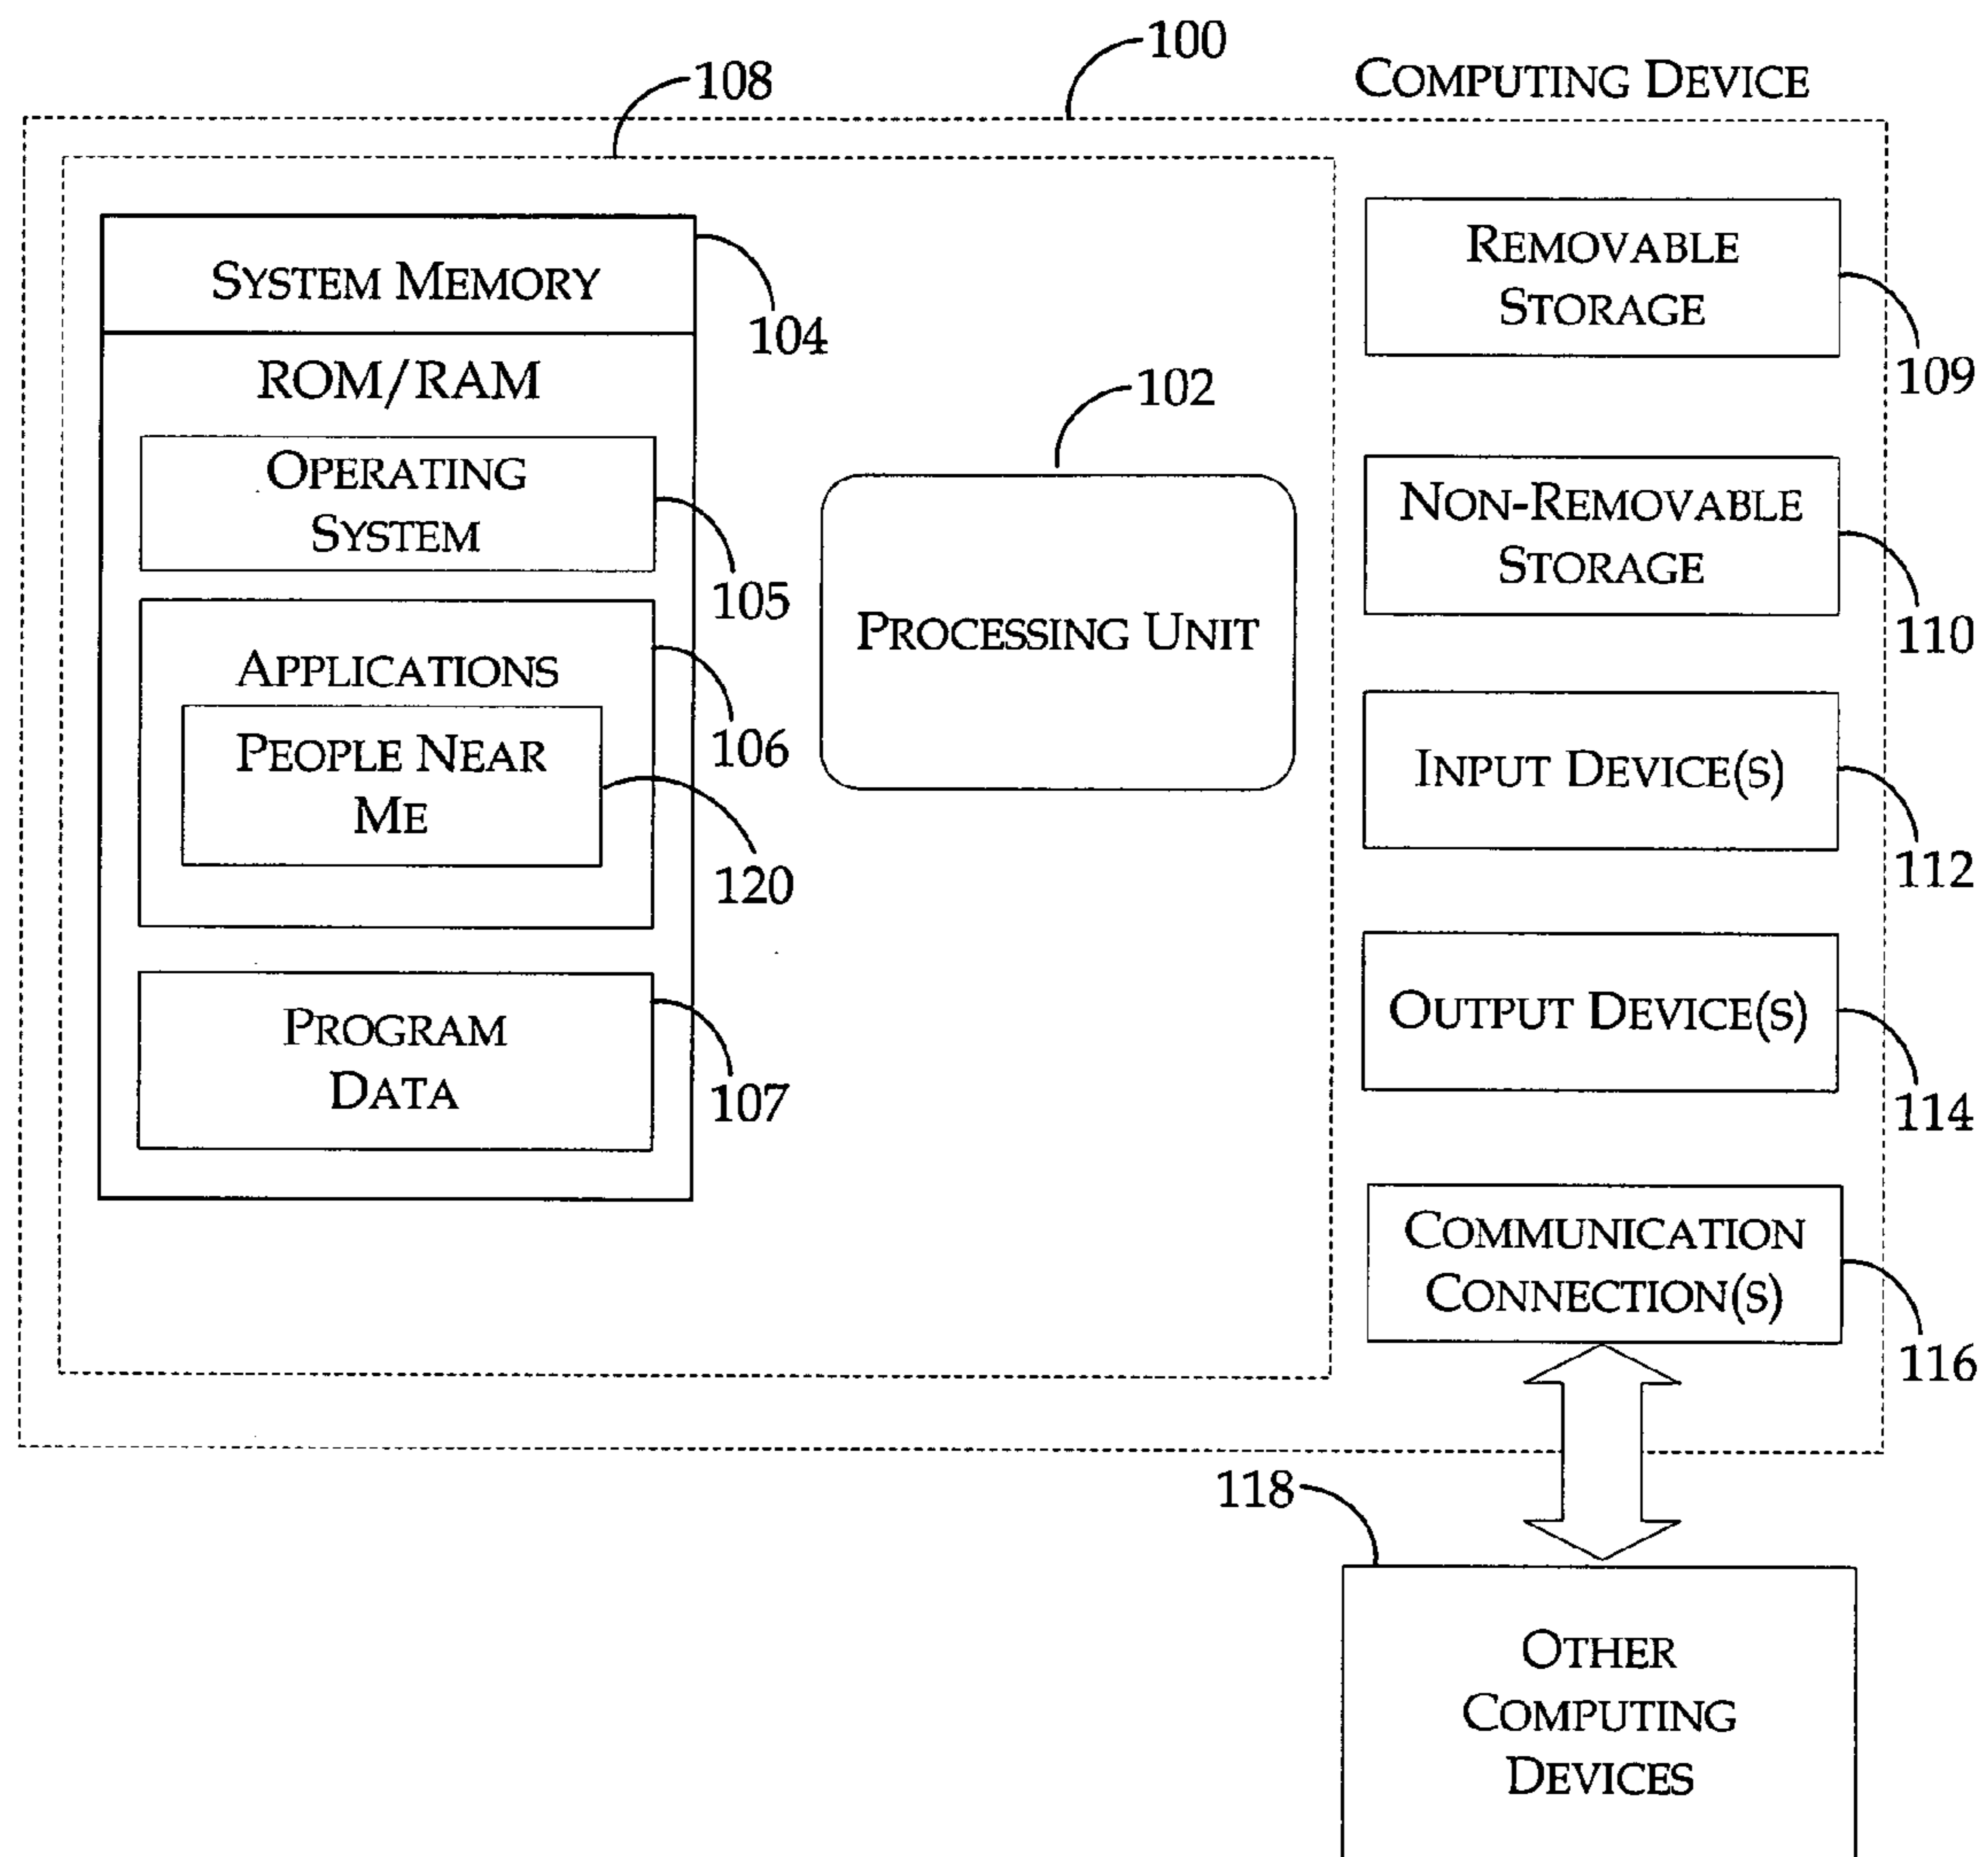 100
COMPUTING DEVICE
108
SYSTEM MEMORY
104
ROM/RAM
OPERATING
SYSTEM
105
APPLICATIONS
106
PEOPLE NEAR
ME
120
PROGRAM
DATA
107
102
PROCESSING UNIT
REMOVABLE
STORAGE
109
NON-REMOVABLE
STORAGE
110
INPUT DEVICE(S)
112
OUTPUT DEVICE(S)
114
COMMUNICATION
CONNECTION(S)
116
118
OTHER
COMPUTING
DEVICES